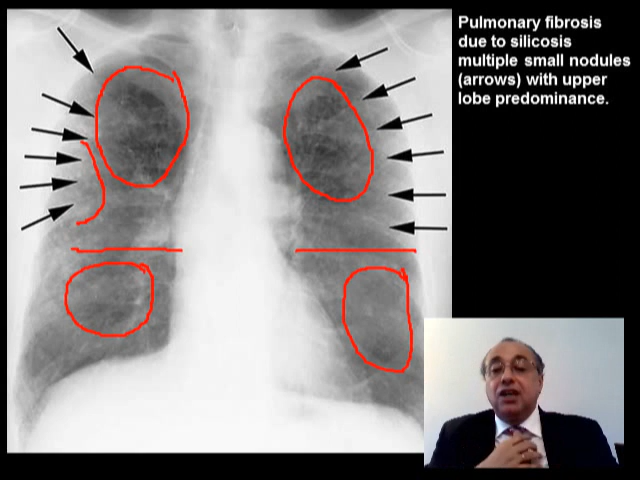 Pulmonary fibrosis
due to silicosis
multiple small nodules
(arrows) with upper
lobe predominance.